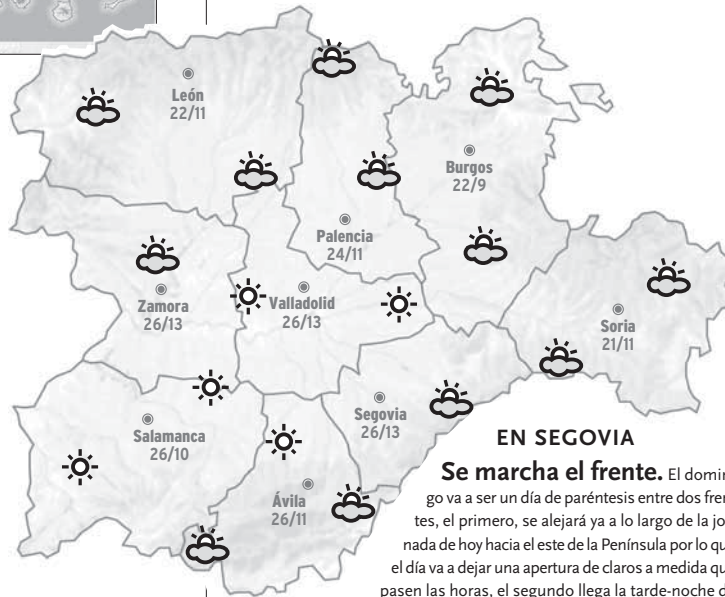 León
22/11
Burgos
22/9
Palencia
24/11
Zamora
26/13
Valladolid
26/13
Soria
21/11
Segovia
26/13
Salamanca
26/10
Ávila
26/11
EN SEGOVIA
Se marcha el frente. El domin
go va a ser un día de paréntesis entre dos fren
tes, el primero, se alejará ya a lo largo de la jo
nada de hoy hacia el este de la Península por lo qu
el día va a dejar una apertura de claros a medida qu
pasen las horas, el segundo llega la tarde-noche d